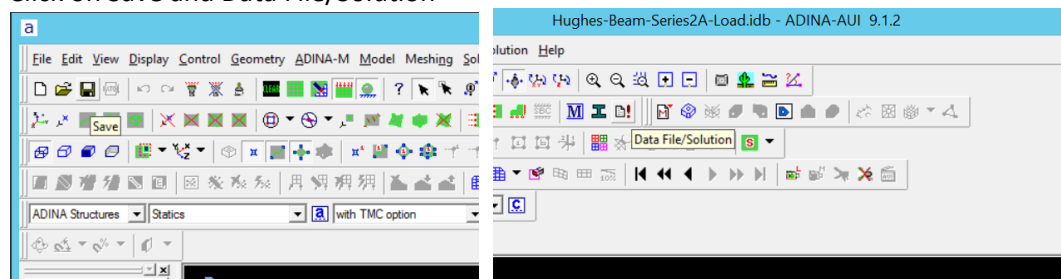 Click on Save and Data File/Solution
a
File Edit View Display Control Geometry ADINA-M Model Meshing Sol
CLEAR
?
Save
ADINA Structures Statics a with TMC option
Hughes-Beam-Series2A-Load.idb - ADINA-AUI 9.1.2
olution Help
SBC M I D!
Data File/Solution S
C